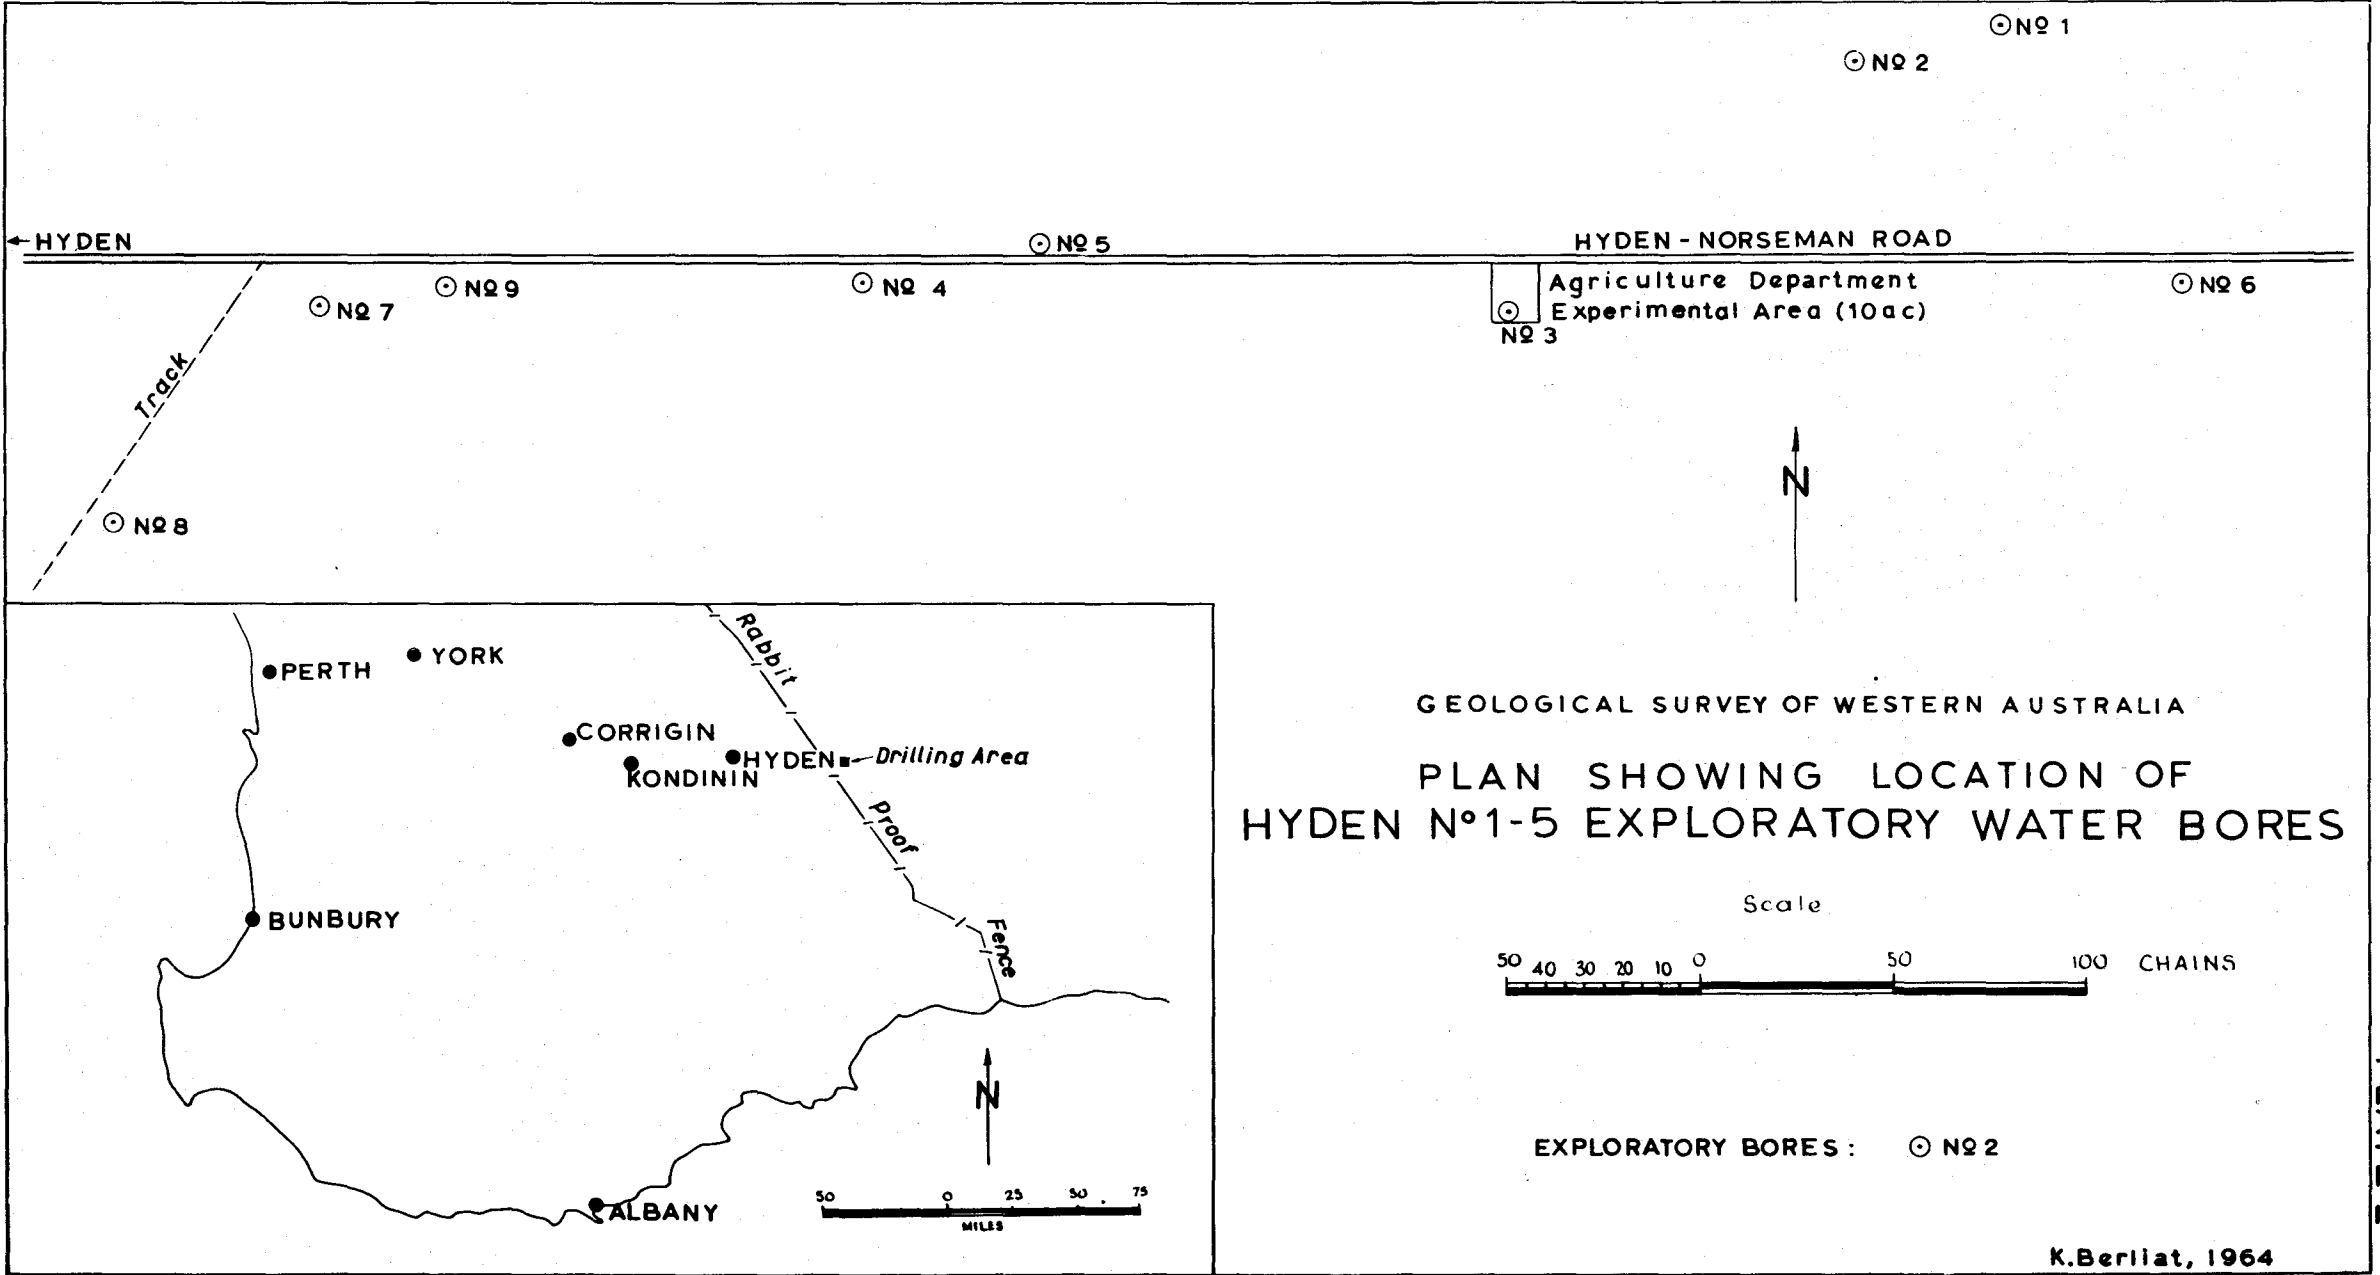 ⊙ Nº 1
⊙ Nº 2
←HYDEN
⊙ Nº 5
HYDEN - NORSEMAN ROAD
⊙ Nº 7
⊙ Nº 9
⊙ Nº 4
Agriculture Department
Experimental Area (10ac)
Nº 3
⊙ Nº 6
Track
⊙ Nº 8
N
PERTH
YORK
Rabbit
Proof
Fence
CORRIGIN
KONDININ
HYDEN
Drilling Area
BUNBURY
ALBANY
N
50 0 25 50 75
MILES
GEOLOGICAL SURVEY OF WESTERN AUSTRALIA
PLAN SHOWING LOCATION OF
HYDEN Nº1-5 EXPLORATORY WATER BORES
Scale
50 40 30 20 10 0 50 100 CHAINS
EXPLORATORY BORES : ⊙ Nº 2
K.Berliat, 1964